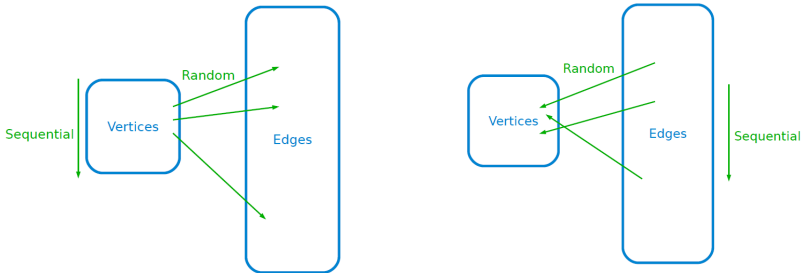 Random
Sequential
Vertices
Edges
Random
Vertices
Edges
Sequential